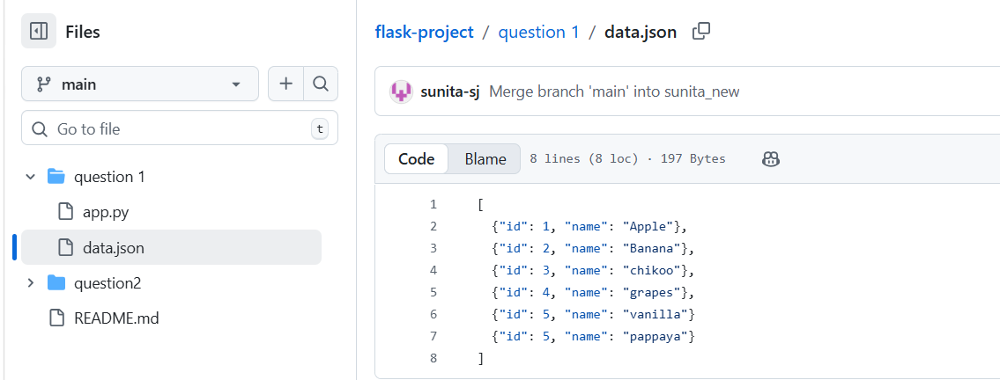 Files
main
Go to file
t
question 1
app.py
data.json
question2
README.md
flask-project / question 1 / data.json
sunita-sj Merge branch 'main' into sunita_new
Code Blame 8 lines (8 loc) · 197 Bytes
1 [
2 {"id": 1, "name": "Apple"},
3 {"id": 2, "name": "Banana"},
4 {"id": 3, "name": "chikoo"},
5 {"id": 4, "name": "grapes"},
6 {"id": 5, "name": "vanilla"}
7 {"id": 5, "name": "pappaya"}
8 ]